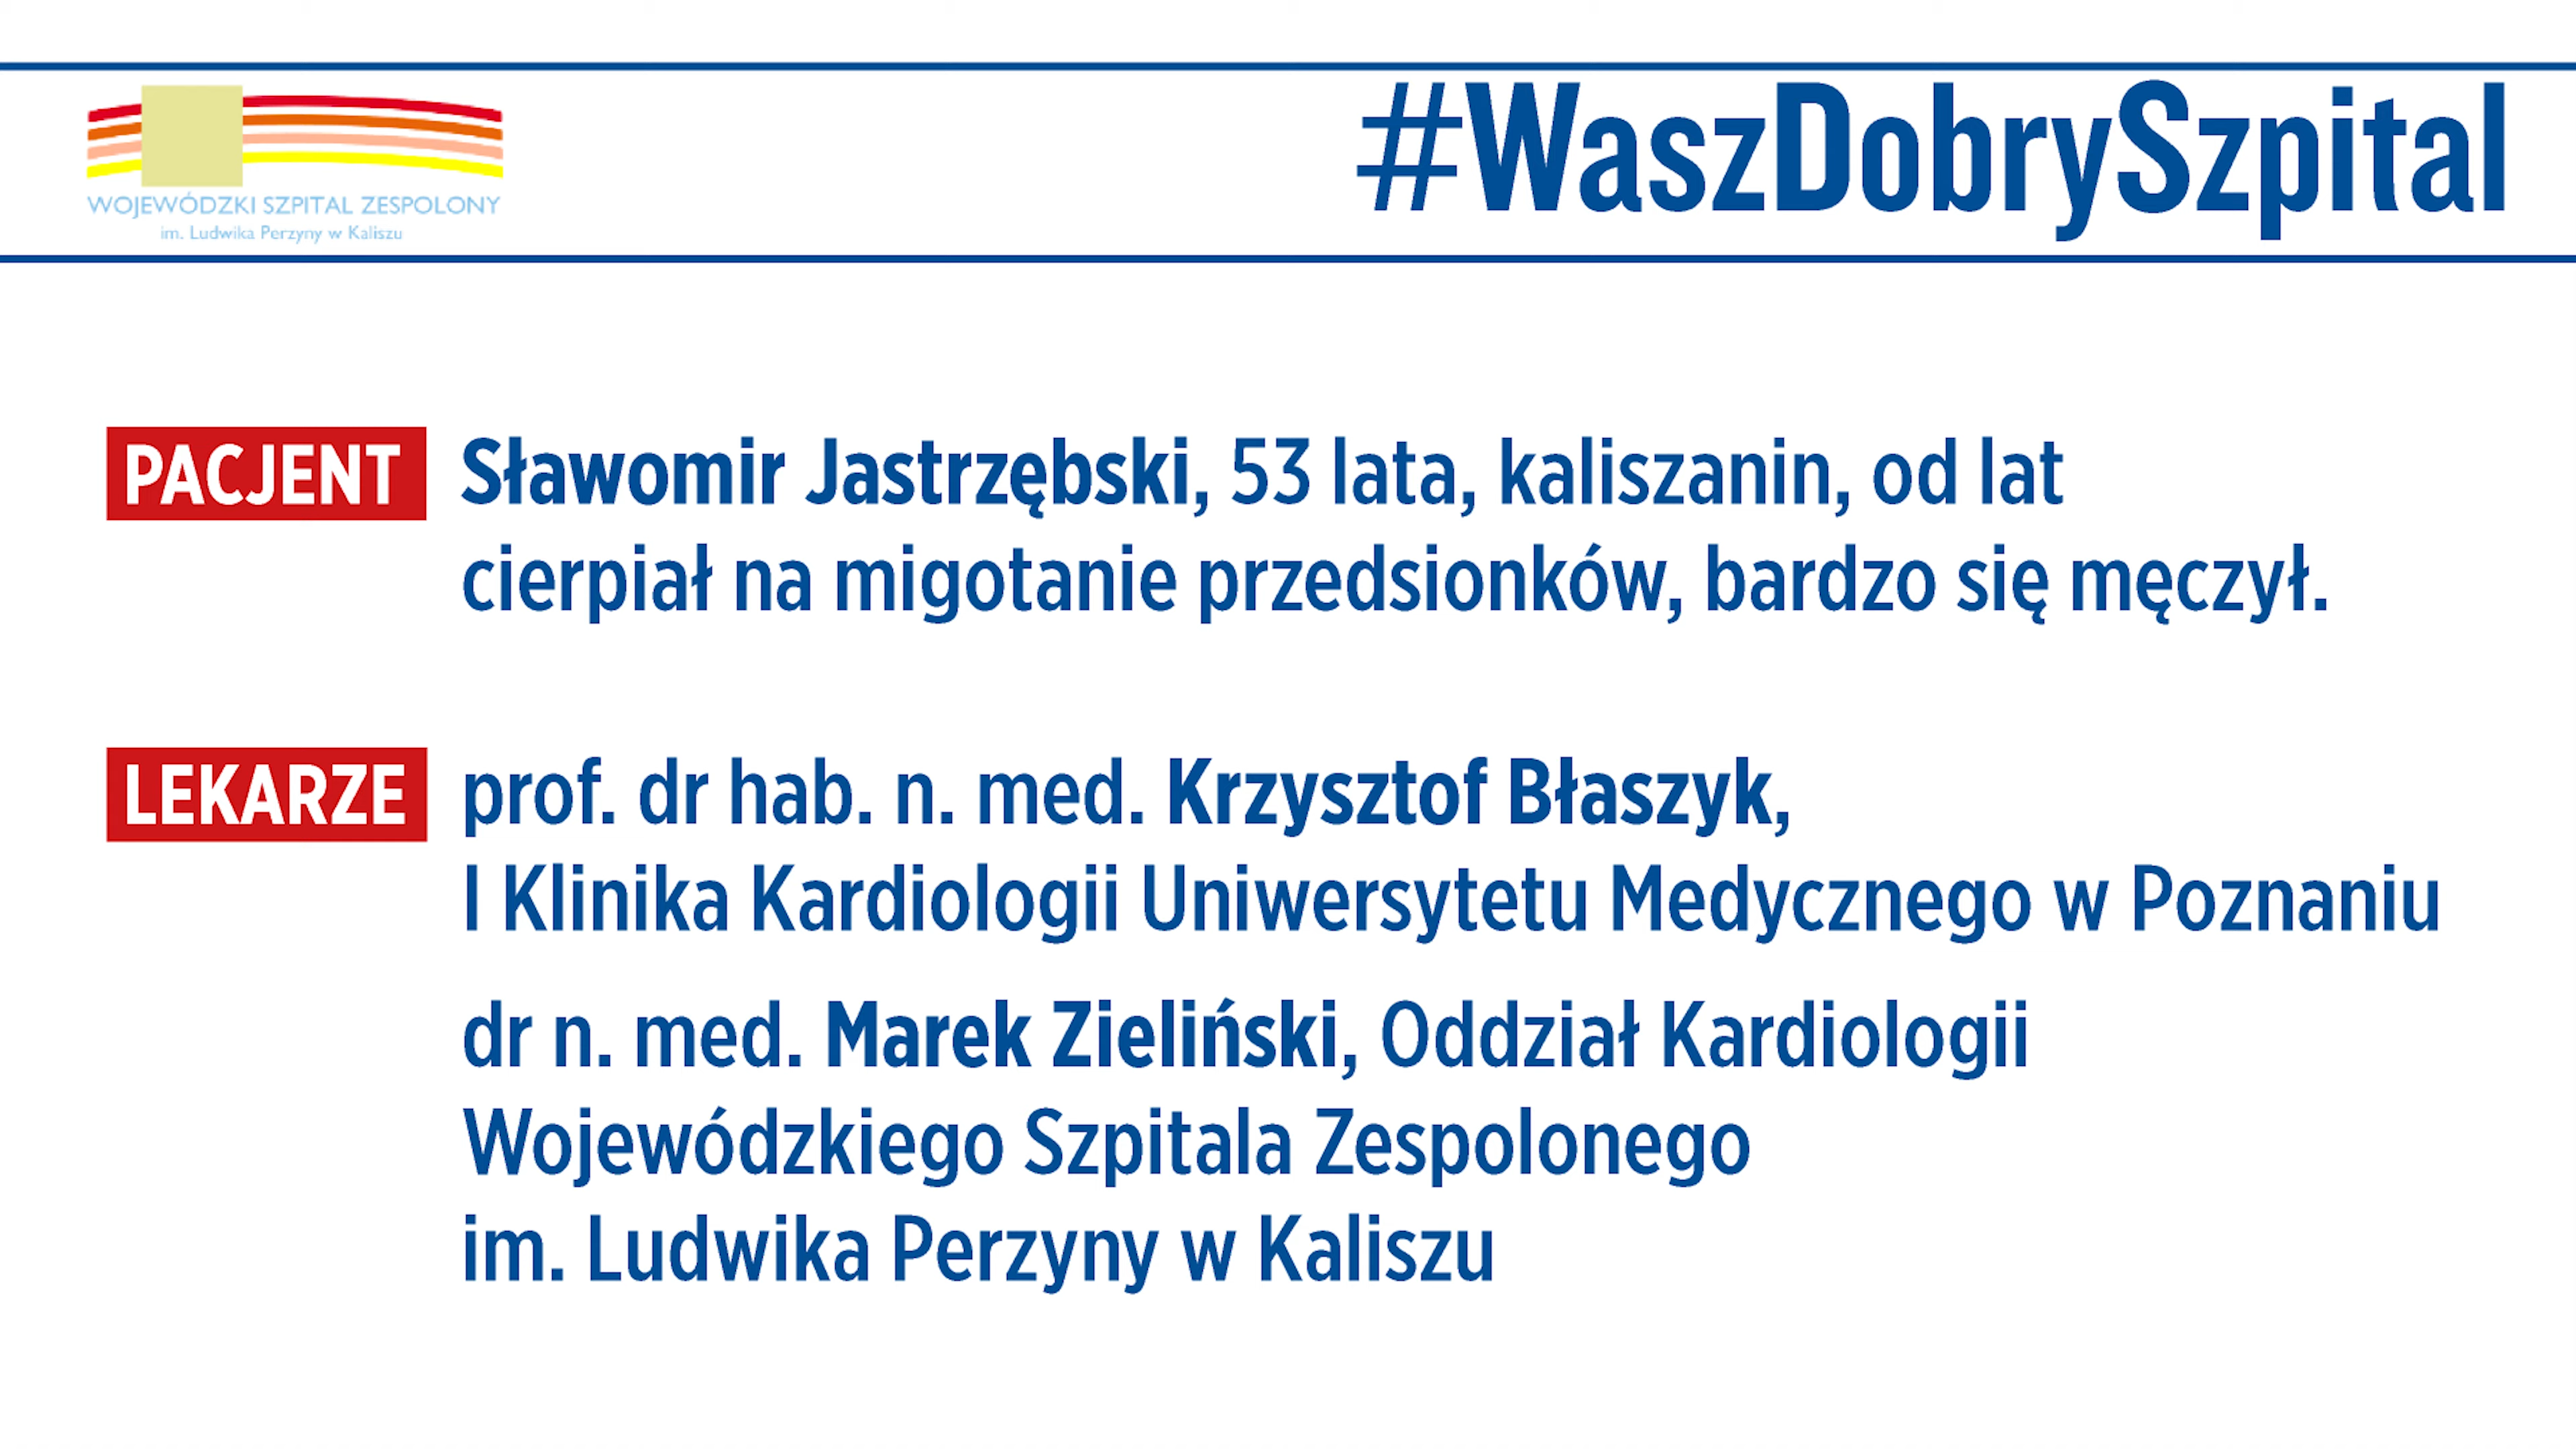 WOJEWÓDZKI SZPITAL ZESPOLONY
im. Ludwika Perzyny w Kaliszu
#WaszDobrySzpital
PACJENT Sławomir Jastrzębski, 53 lata, kaliszanin, od lat
cierpiał na migotanie przedsionków, bardzo się męczył.
LEKARZE prof. dr hab. n. med. Krzysztof Błaszyk,
I Klinika Kardiologii Uniwersytetu Medycznego w Poznaniu
dr n. med. Marek Zieliński, Oddział Kardiologii
Wojewódzkiego Szpitala Zespolonego
im. Ludwika Perzyny w Kaliszu